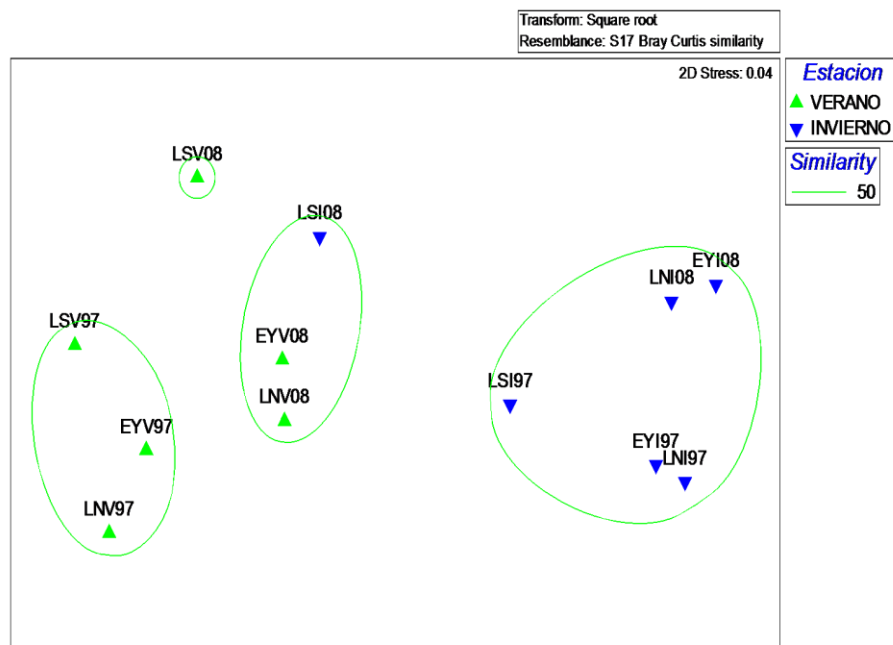 Transform: Square root
Resemblance: S17 Bray Curtis similarity
2D Stress: 0.04
Estacion
VERANO
INVIERNO
Similarity
50
LSV08
LSI08
EYI08
LNI08
LSV97
EYV08
LSI97
LNV08
EYV97
EYI97
LNI97
LNV97